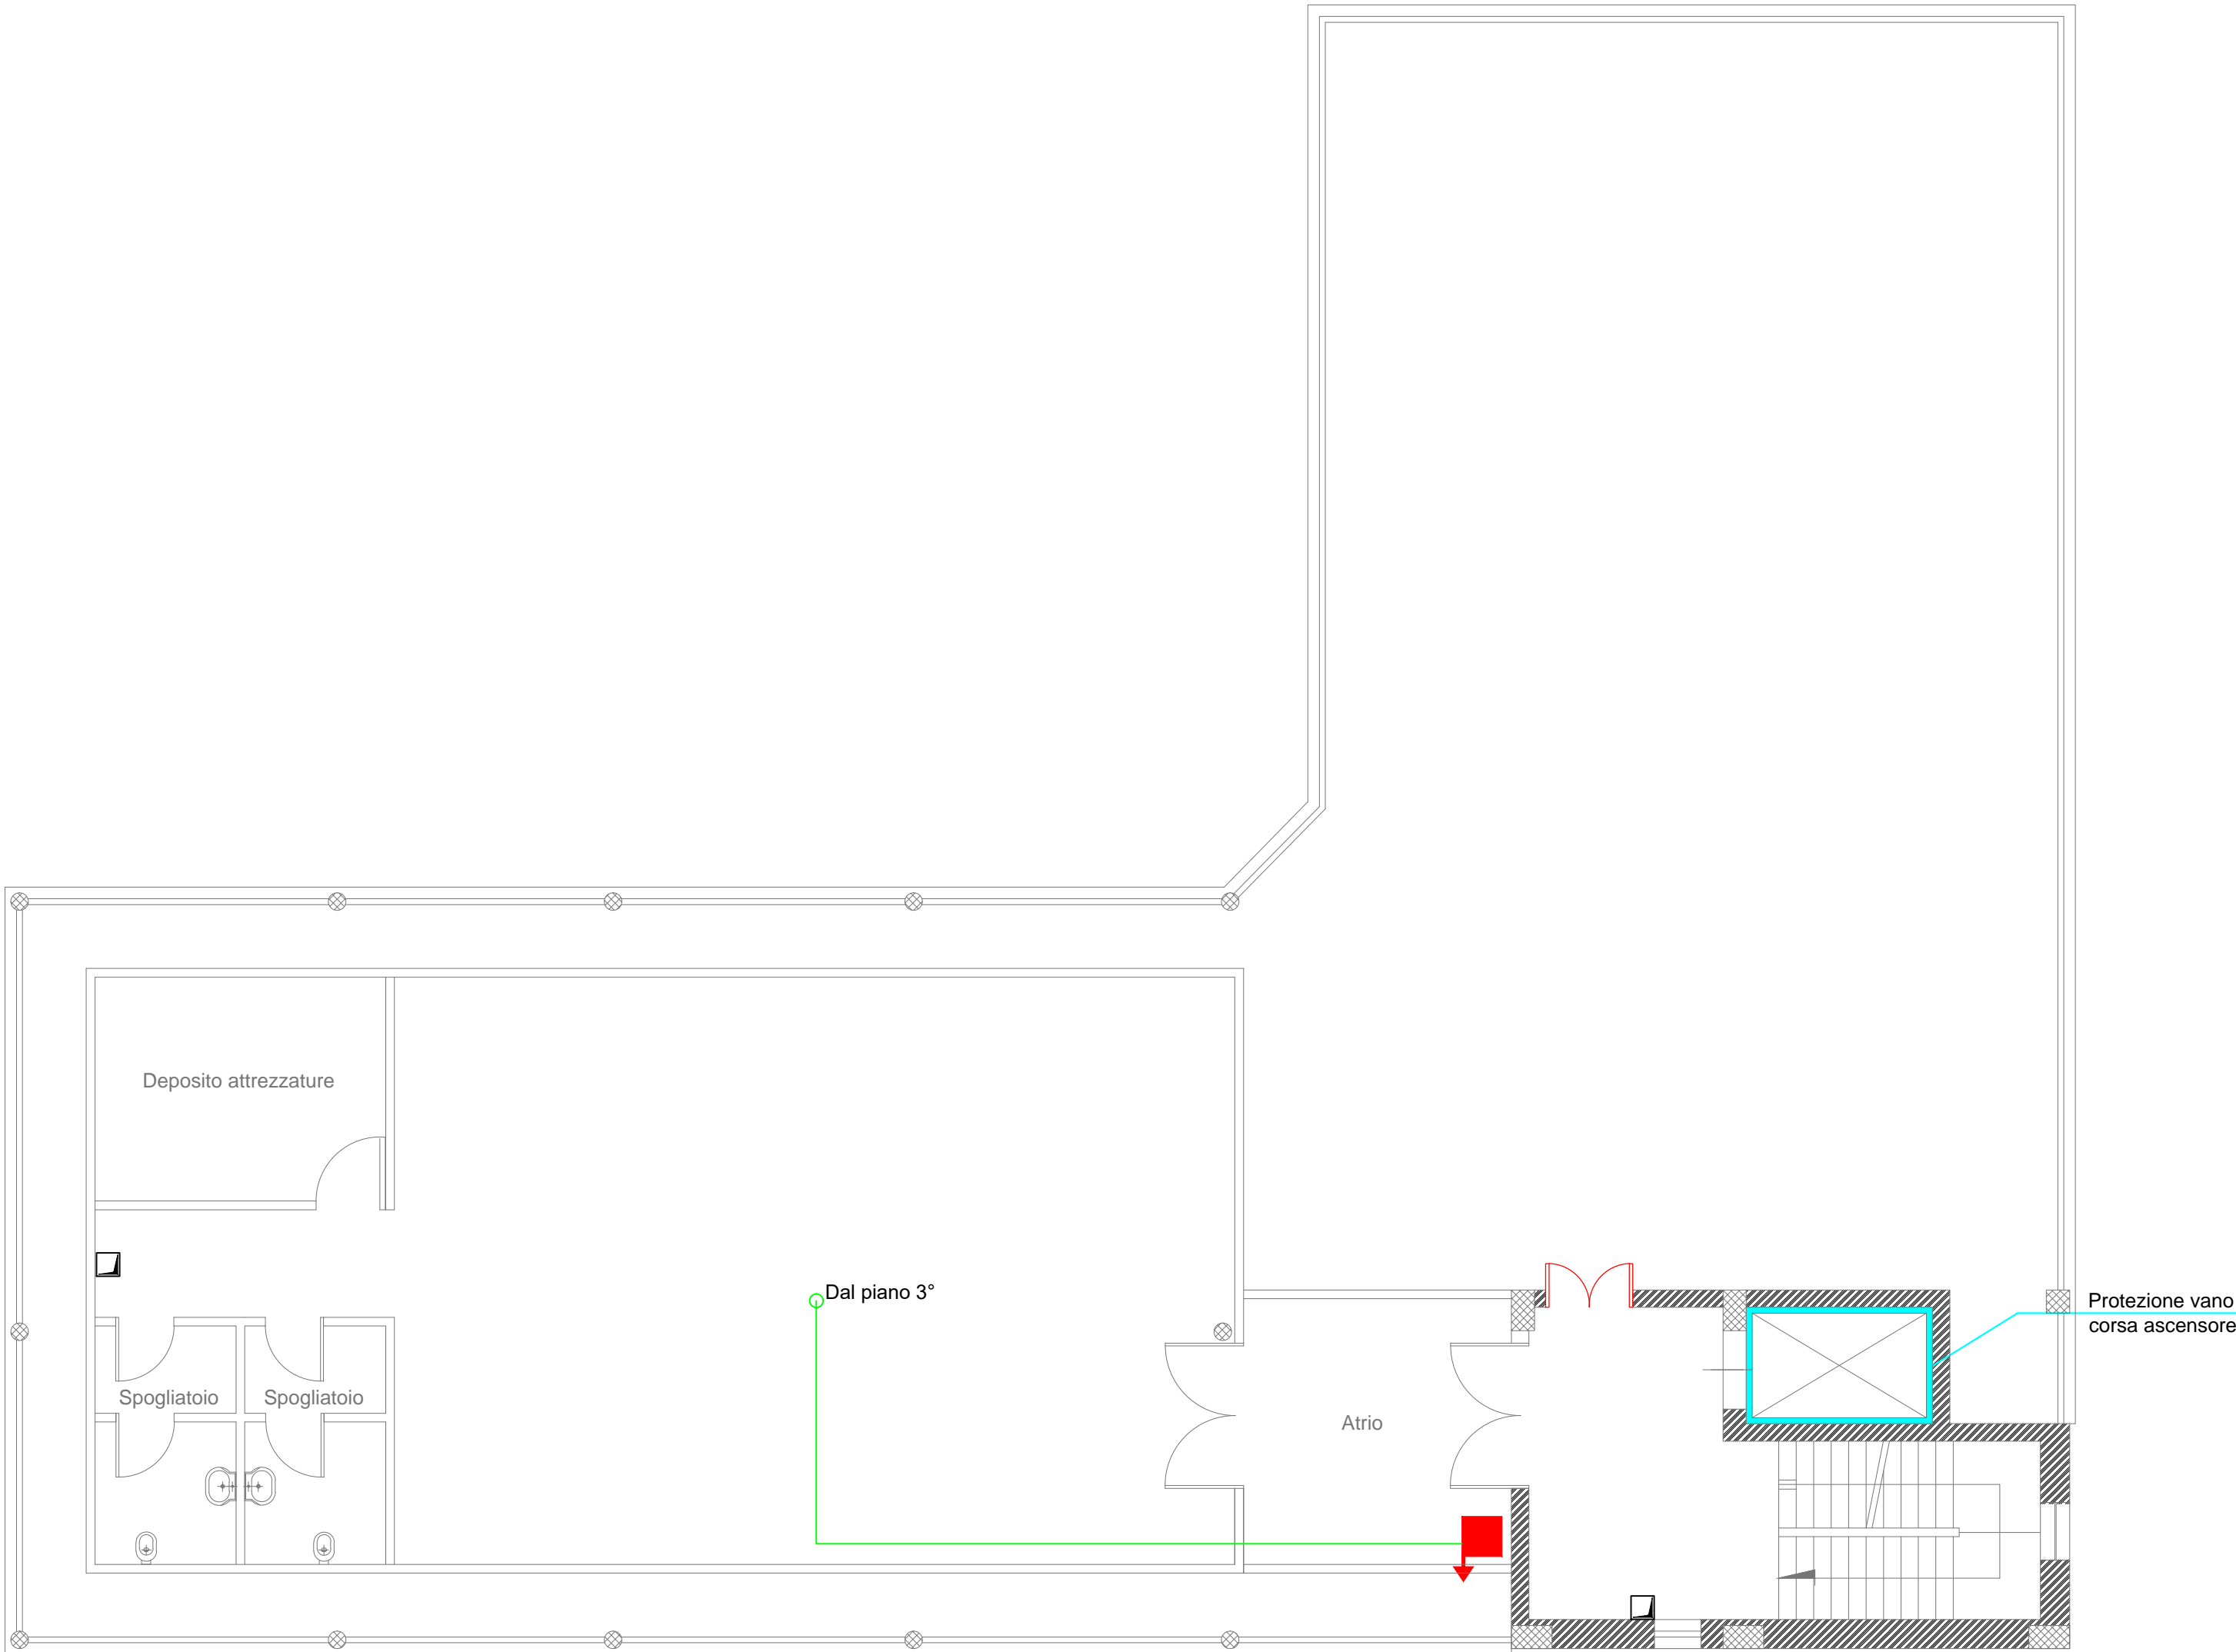 Deposito attrezzature
Dal piano 3°
Protezione vano
corsa ascensore
Spogliatoio
Spogliatoio
Atrio